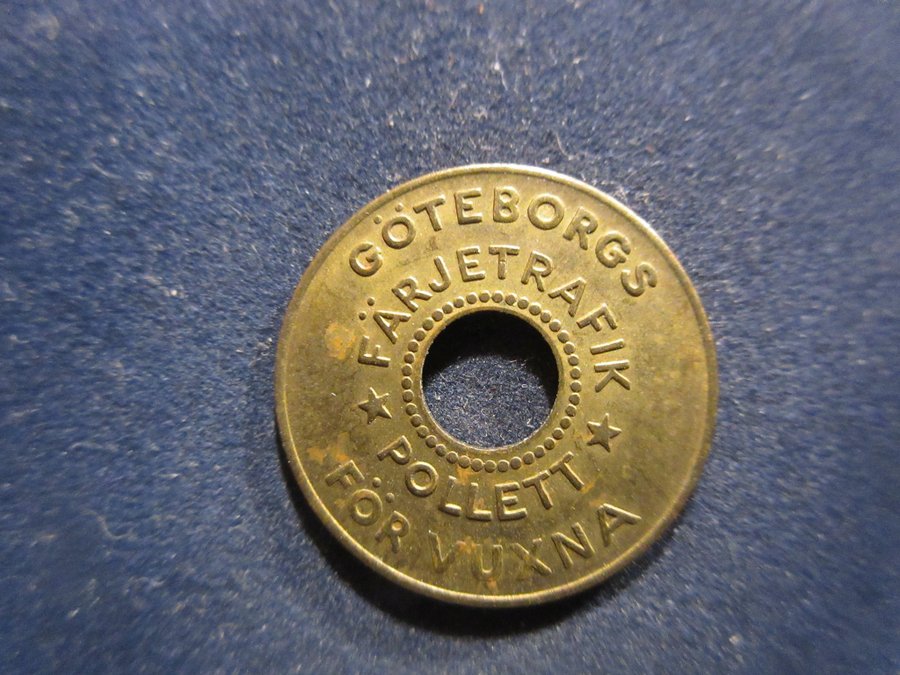 GÖTEBORGS
FÄRJETRAFIK
★ POLLETT ★
FÖR VUXNA